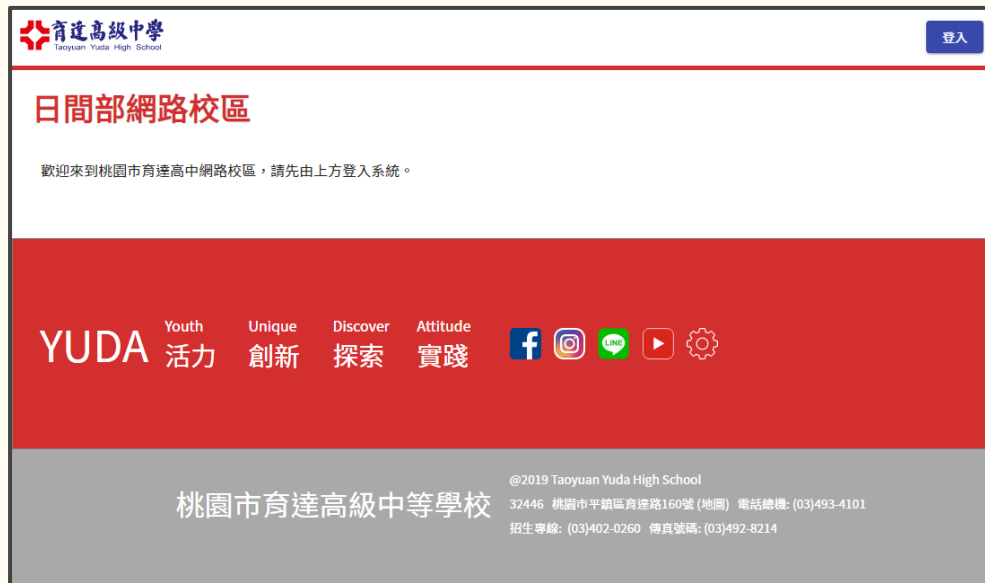 育達高級中學
Taoyuan Yuda High School
登入
日間部網路校區
歡迎來到桃園市育達高中網路校區，請先由上方登入系統。
YUDA
Youth Unique Discover Attitude
活力 創新 探索 實踐
LINE
桃園市育達高級中等學校
@2019 Taoyuan Yuda High School
32446 桃園市平鎮區育達路160號 (地圖) 電話總機: (03)493-4101
招生專線: (03)402-0260 傳真號碼: (03)492-8214